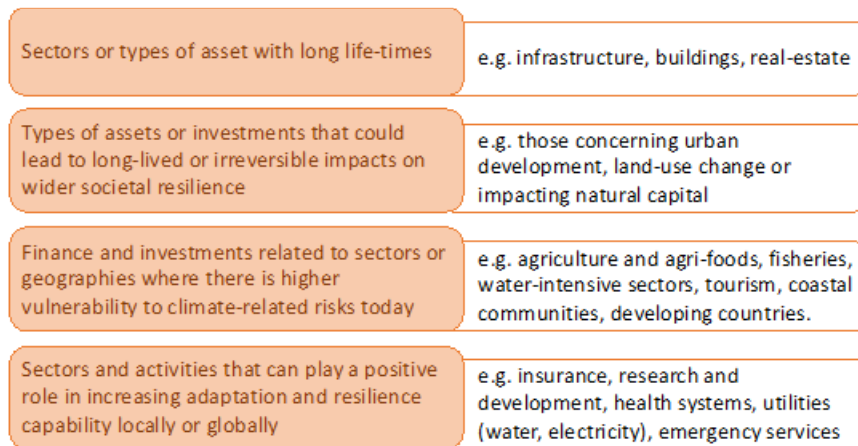 Sectors or types of asset with long life-times
e.g. infrastructure, buildings, real-estate
Types of assets or investments that could
lead to long-lived or irreversible impacts on
wider societal resilience
e.g. those concerning urban
development, land-use change or
impacting natural capital
Finance and investments related to sectors or
geographies where there is higher
vulnerability to climate-related risks today
e.g. agriculture and agri-foods, fisheries,
water-intensive sectors, tourism, coastal
communities, developing countries.
Sectors and activities that can play a positive
role in increasing adaptation and resilience
capability locally or globally
e.g. insurance, research and
development, health systems, utilities
(water, electricity), emergency services